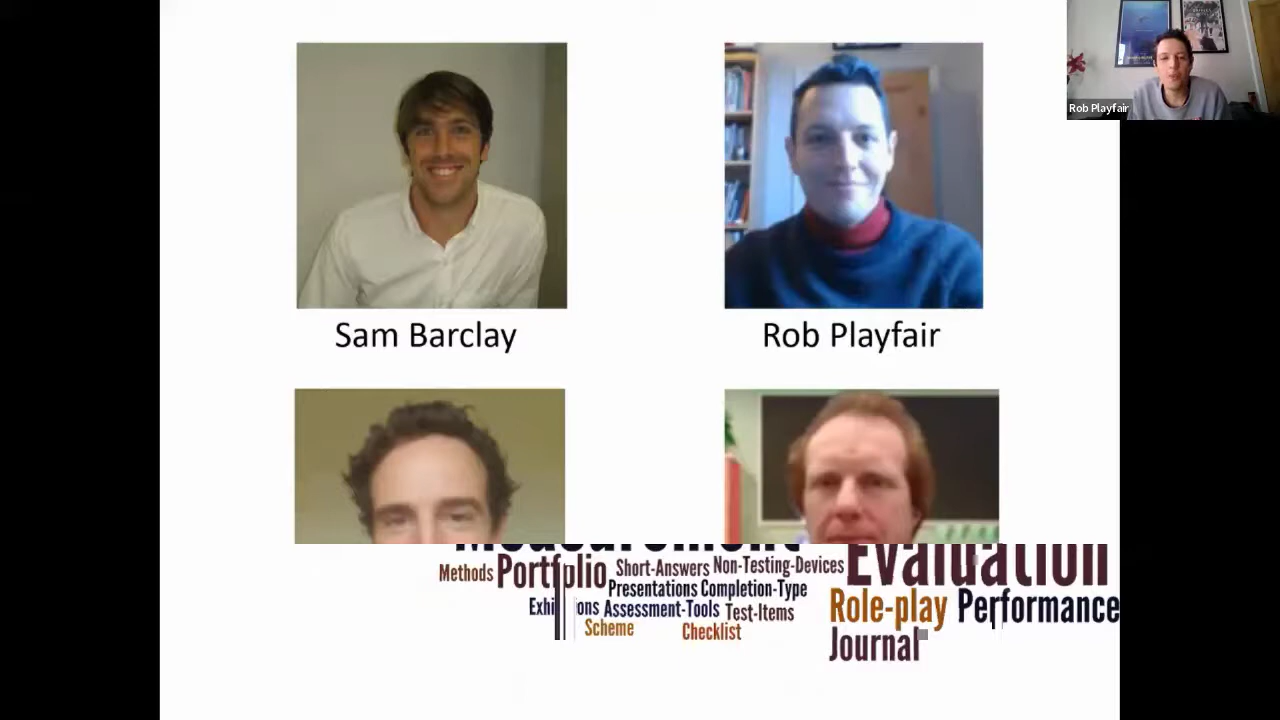 Rob Playfair
Sam Barclay
Rob Playfair
Evaluation
Methods Portfolio Short-Answers Non-Testing-Devices
Presentations Completion-Type
Role-play Performance
Assessment-Tools Test-Items
Scheme Checklist
Journal